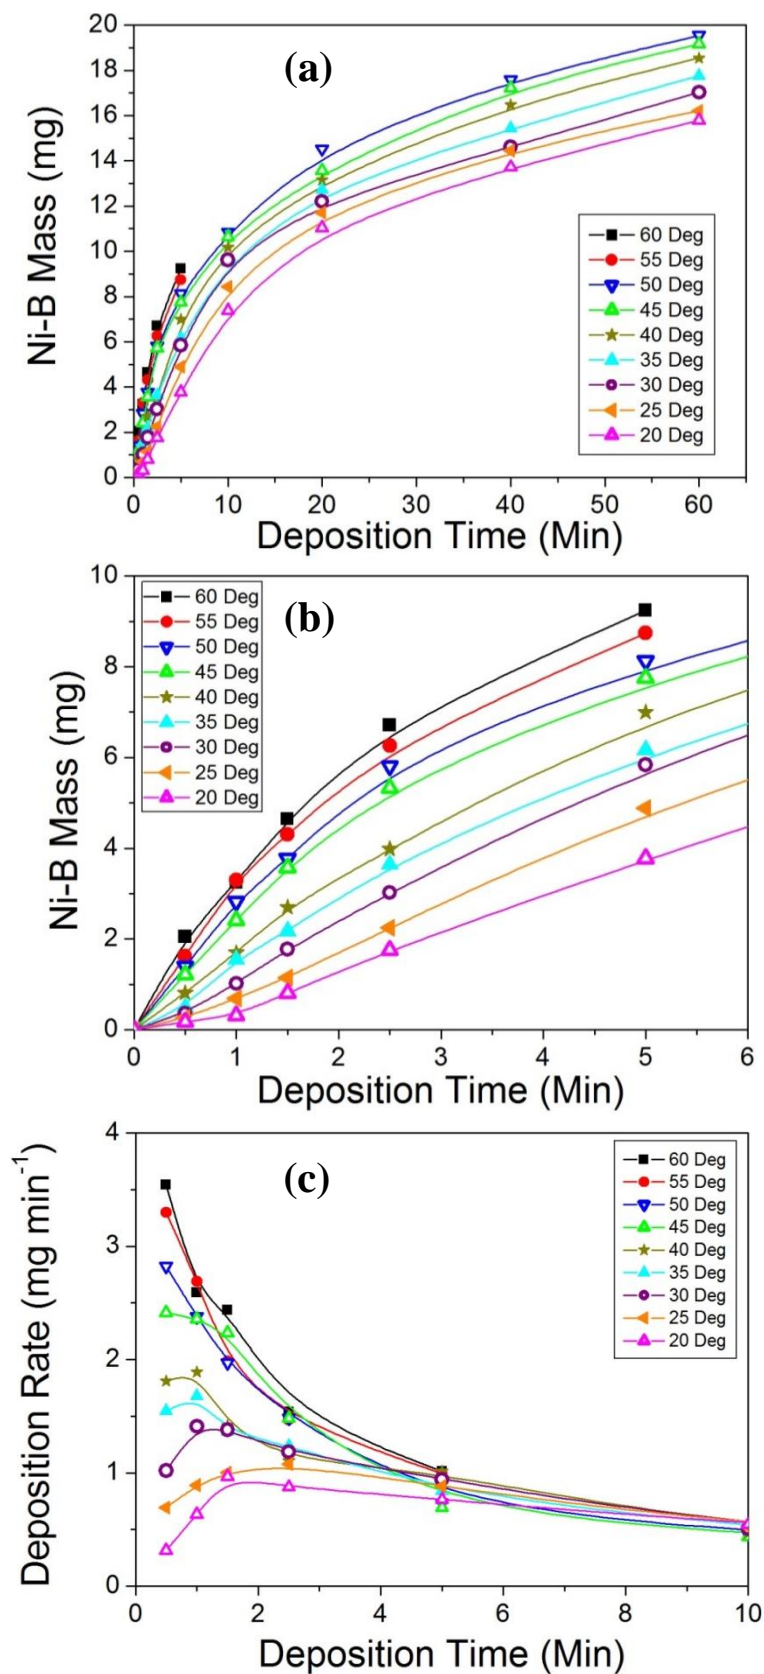 (a)
Ni-B Mass (mg)
20
18
16
14
12
10
8
6
4
2
0
60 Deg
55 Deg
50 Deg
45 Deg
40 Deg
35 Deg
30 Deg
25 Deg
20 Deg
0 10 20 30 40 50 60
Deposition Time (Min)
(b)
Ni-B Mass (mg)
10
8
6
4
2
0
60 Deg
55 Deg
50 Deg
45 Deg
40 Deg
35 Deg
30 Deg
25 Deg
20 Deg
0 1 2 3 4 5 6
Deposition Time (Min)
(c)
Deposition Rate (mg min⁻¹)
4
3
2
1
0
60 Deg
55 Deg
50 Deg
45 Deg
40 Deg
35 Deg
30 Deg
25 Deg
20 Deg
0 2 4 6 8 10
Deposition Time (Min)